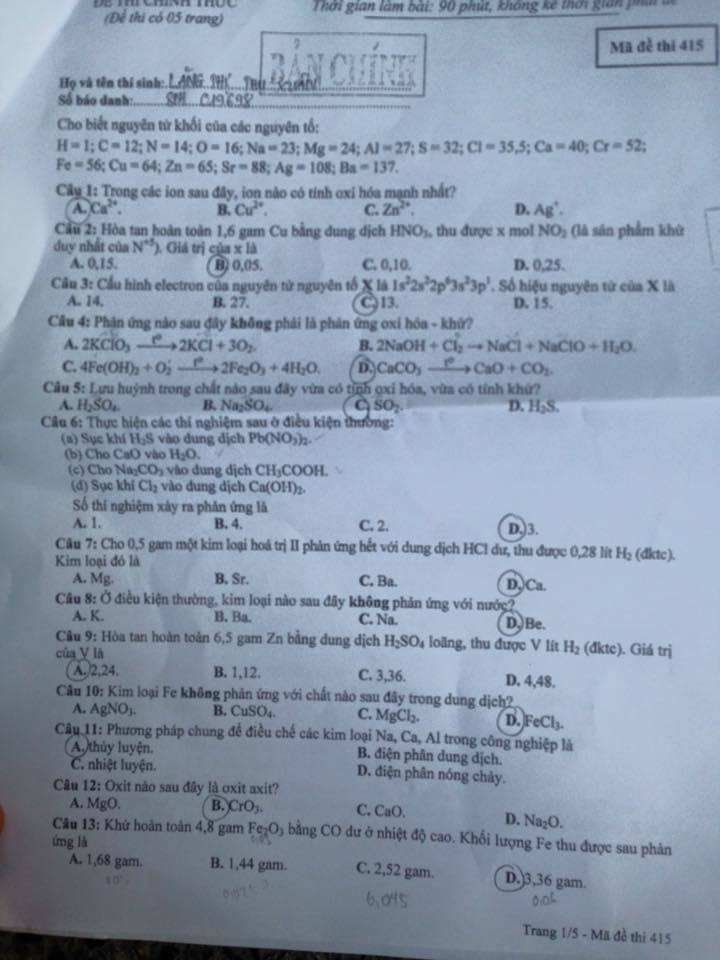 ĐỀ THI CHÍNH THỨC
(Đề thi có 05 trang)
Thời gian làm bài: 90 phút, không kể thời gian phát đề
BẢN CHÍNH
Mã đề thi 415
Họ và tên thí sinh:
Số báo danh:
Cho biết nguyên tử khối của các nguyên tố:
H = 1; C = 12; N = 14; O = 16; Na = 23; Mg = 24; Al = 27; S = 32; Cl = 35,5; Ca = 40; Cr = 52;
Fe = 56; Cu = 64; Zn = 65; Sr = 88; Ag = 108; Ba = 137.
Câu 1: Trong các ion sau đây, ion nào có tính oxi hóa mạnh nhất?
A. Ca²⁺. B. Cu²⁺. C. Zn²⁺. D. Ag⁺.
Câu 2: Hòa tan hoàn toàn 1,6 gam Cu bằng dung dịch HNO₃, thu được x mol NO₂ (là sản phẩm khử
duy nhất của N⁺⁵). Giá trị của x là
A. 0,15. B. 0,05. C. 0,10. D. 0,25.
Câu 3: Cấu hình electron của nguyên tử nguyên tố X là 1s²2s²2p⁶3s²3p¹. Số hiệu nguyên tử của X là
A. 14. B. 27. C. 13. D. 15.
Câu 4: Phản ứng nào sau đây không phải là phản ứng oxi hóa - khử?
A. 2KClO₃ —t°→ 2KCl + 3O₂. B. 2NaOH + Cl₂ → NaCl + NaClO + H₂O.
C. 4Fe(OH)₂ + O₂ —t°→ 2Fe₂O₃ + 4H₂O. D. CaCO₃ —t°→ CaO + CO₂.
Câu 5: Lưu huỳnh trong chất nào sau đây vừa có tính oxi hóa, vừa có tính khử?
A. H₂SO₄. B. Na₂SO₄. C. SO₂. D. H₂S.
Câu 6: Thực hiện các thí nghiệm sau ở điều kiện thường:
(a) Sục khí H₂S vào dung dịch Pb(NO₃)₂.
(b) Cho CaO vào H₂O.
(c) Cho Na₂CO₃ vào dung dịch CH₃COOH.
(d) Sục khí Cl₂ vào dung dịch Ca(OH)₂.
Số thí nghiệm xảy ra phản ứng là
A. 1. B. 4. C. 2. D. 3.
Câu 7: Cho 0,5 gam một kim loại hoá trị II phản ứng hết với dung dịch HCl dư, thu được 0,28 lít H₂ (đktc).
Kim loại đó là
A. Mg. B. Sr. C. Ba. D. Ca.
Câu 8: Ở điều kiện thường, kim loại nào sau đây không phản ứng với nước?
A. K. B. Ba. C. Na. D. Be.
Câu 9: Hòa tan hoàn toàn 6,5 gam Zn bằng dung dịch H₂SO₄ loãng, thu được V lít H₂ (đktc). Giá trị
của V là
A. 2,24. B. 1,12. C. 3,36. D. 4,48.
Câu 10: Kim loại Fe không phản ứng với chất nào sau đây trong dung dịch?
A. AgNO₃. B. CuSO₄. C. MgCl₂. D. FeCl₃.
Câu 11: Phương pháp chung để điều chế các kim loại Na, Ca, Al trong công nghiệp là
A. thủy luyện. B. điện phân dung dịch.
C. nhiệt luyện. D. điện phân nóng chảy.
Câu 12: Oxit nào sau đây là oxit axit?
A. MgO. B. CrO₃. C. CaO. D. Na₂O.
Câu 13: Khử hoàn toàn 4,8 gam Fe₂O₃ bằng CO dư ở nhiệt độ cao. Khối lượng Fe thu được sau phản
ứng là
A. 1,68 gam. B. 1,44 gam. C. 2,52 gam. D. 3,36 gam.
0,045
Trang 1/5 - Mã đề thi 415